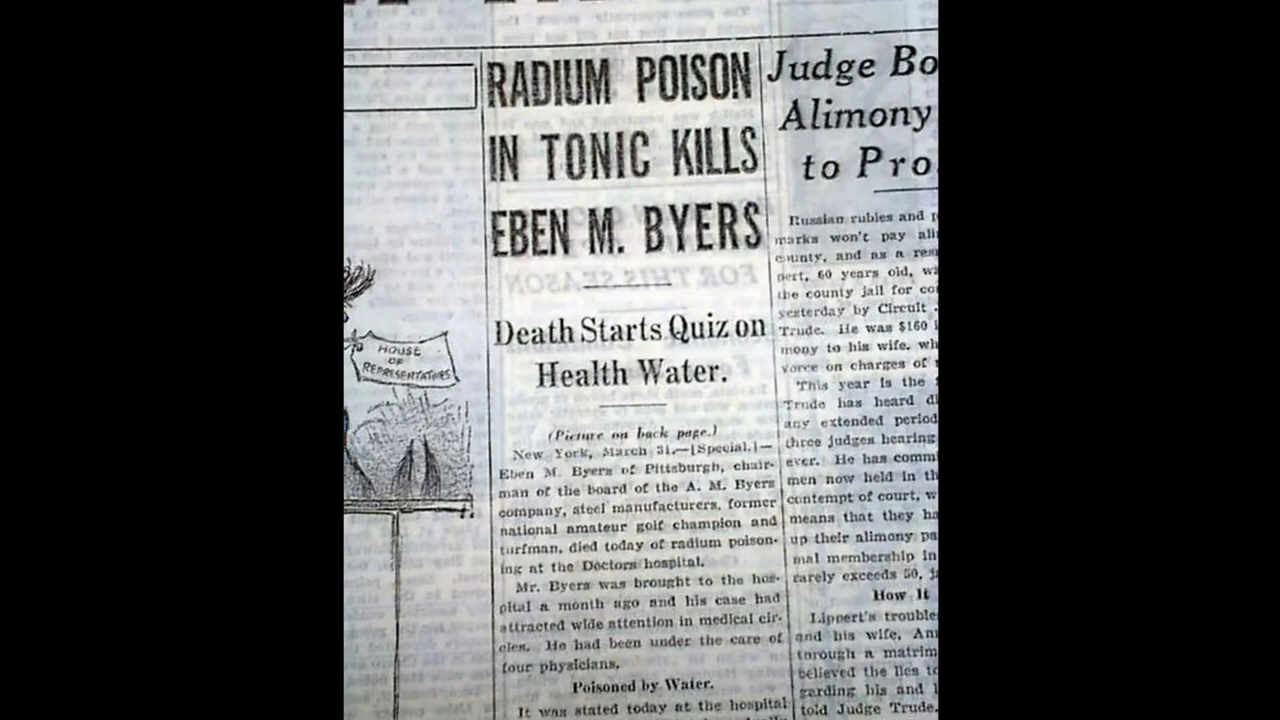 HOUSE
OF
REPRESENTATIVES
RADIUM POISON
IN TONIC KILLS
EBEN M. BYERS
Death Starts Quiz on
Health Water.
(Picture on back page.)
New York, March 31.—[Special.]—
Eben M. Byers of Pittsburgh, chair-
man of the board of the A. M. Byers
company, steel manufacturers, former
national amateur golf champion and
turfman, died today of radium poison-
ing at the Doctors hospital.
Mr. Byers was brought to the hos-
pital a month ago and his case had
attracted wide attention in medical cir-
cles. He had been under the care of
four physicians.
Poisoned by Water.
It was stated today at the hospital
Judge Bo
Alimony
to Pro
Russian rubles and
marks won't pay ali
county, and as a res
pert, 60 years old, w
the county jail for co
yesterday by Circuit
Trude. He was $160
mony to his wife, wh
vorce on charges of
This year is the
Trude has heard di
any extended period
three judges hearing
ever. He has comm
men now held in th
contempt of court, w
means that they ha
up their alimony pa
mal membership in
rarely exceeds 50,
How It
Lippert's trouble
and his wife, An
through a matrim
believed the lies to
garding his and
told Judge Trude.